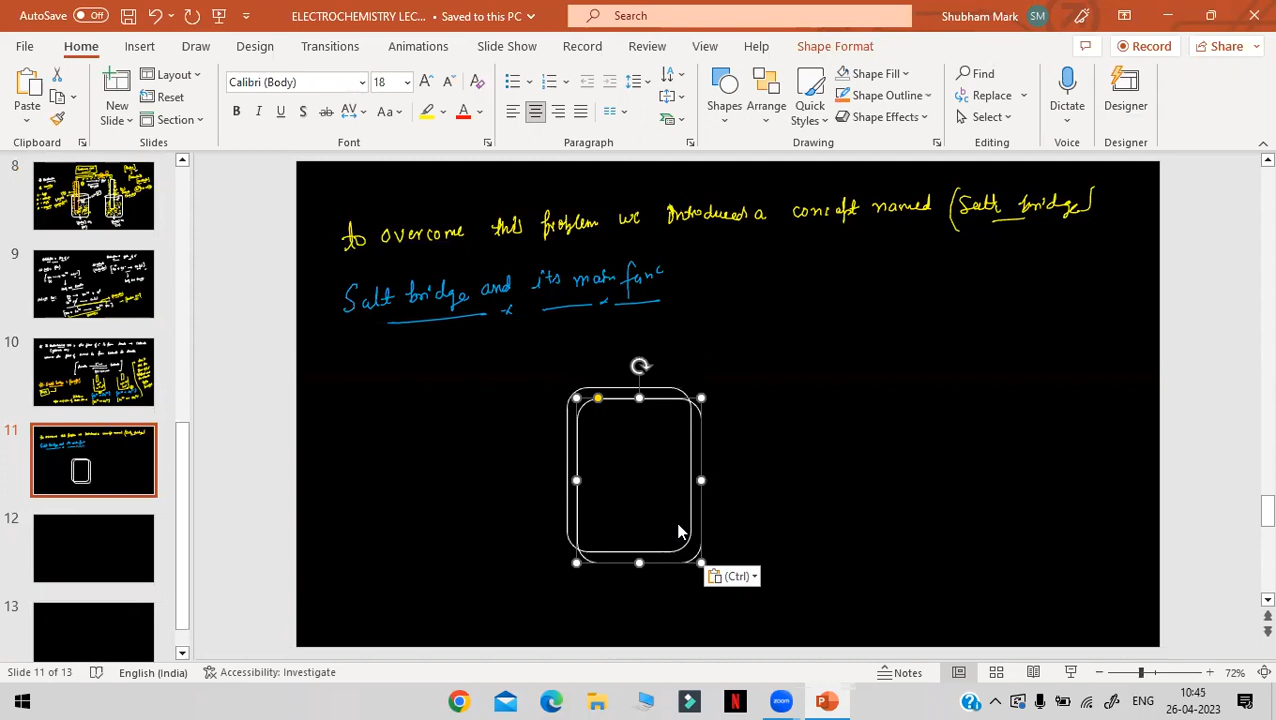 AutoSave Off ELECTROCHEMISTRY LEC... • Saved to this PC Search Shubham Mark SM
File Home Insert Draw Design Transitions Animations Slide Show Record Review View Help Shape Format Record Share
Paste New Slide Layout Reset Section Calibri (Body) 18 Shapes Arrange Quick Styles Shape Fill Shape Outline Shape Effects Find Replace Select Dictate Designer
Clipboard Slides Font Paragraph Drawing Editing Voice Designer
8
9
10
11
12
13
to overcome this problem we introduced a concept named (Salt bridge)
Salt bridge and its main func
(Ctrl)
Slide 11 of 13 English (India) Accessibility: Investigate Notes 72%
zoom ENG 10:45
26-04-2023